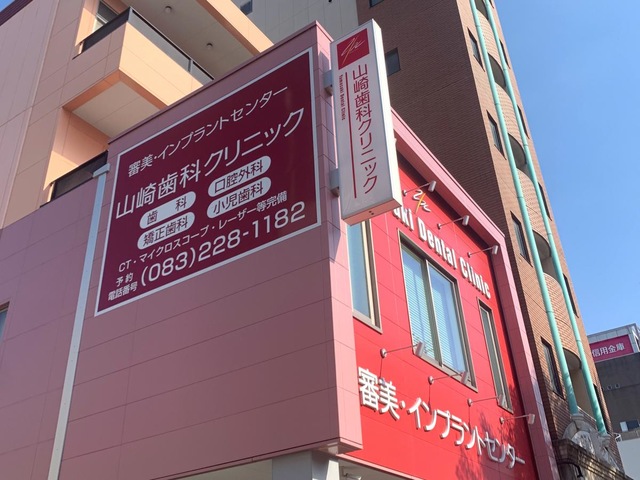 審美・インプラントセンター
山崎歯科クリニック
歯科
口腔外科
矯正歯科
小児歯科
CT・マイクロスコープ・レーザー等完備
予約
電話番号
(083)228-1182
山崎歯科クリニック
Yamasaki Dental Clinic
aki Dental Clinic
審美・インプラントセンター
信用金庫